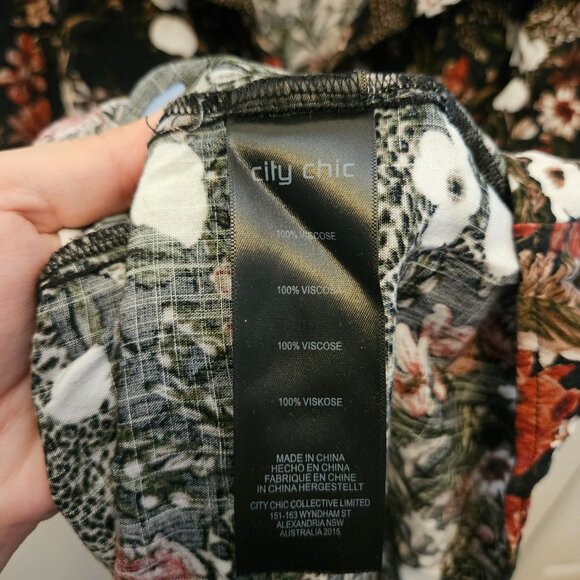 city chic
100% VISCOSE
100% VISCOSA
100% VISCOSE
100% VISKOSE
MADE IN CHINA
HECHO EN CHINA
FABRIQUE EN CHINE
IN CHINA HERGESTELLT
CITY CHIC COLLECTIVE LIMITED
151-163 WYNDHAM ST
ALEXANDRIA NSW
AUSTRALIA 2015